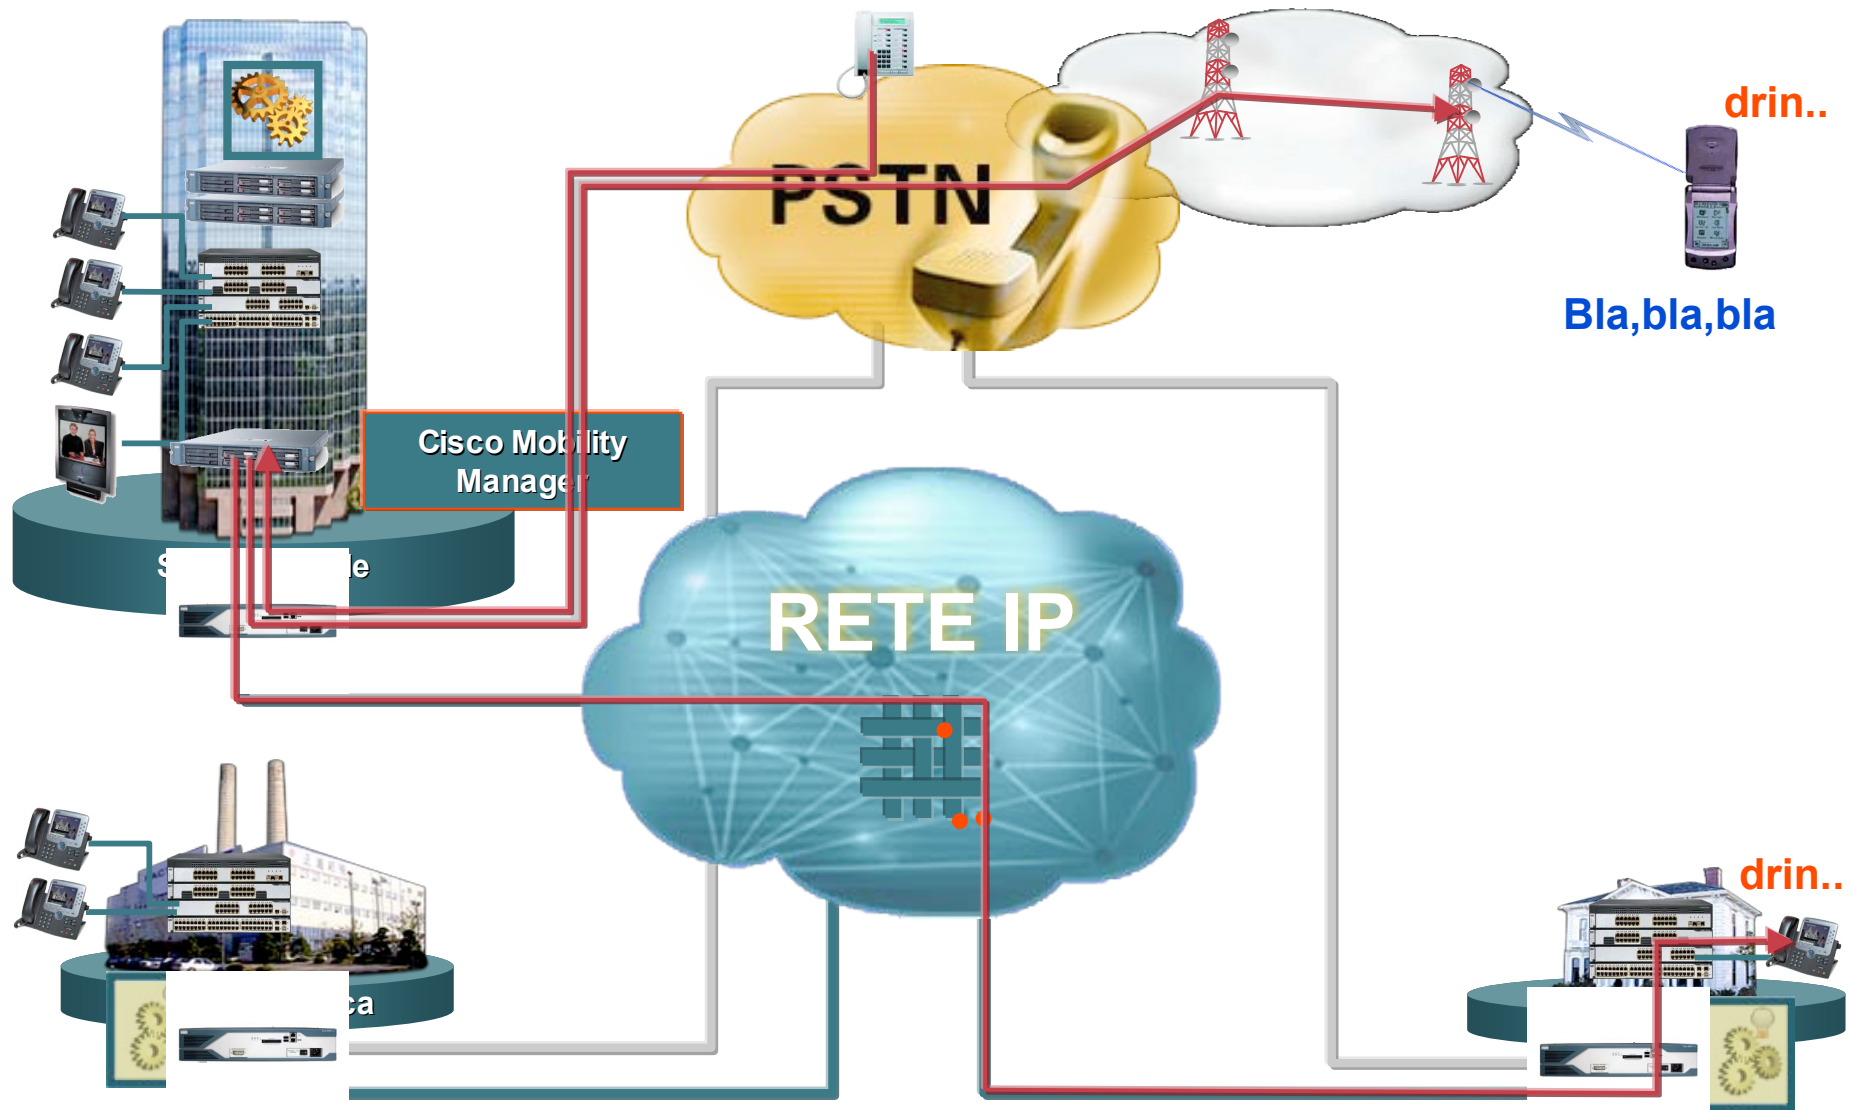 drin..
PSTN
Bla,bla,bla
Cisco Mobility
Manager
RETE IP
drin..